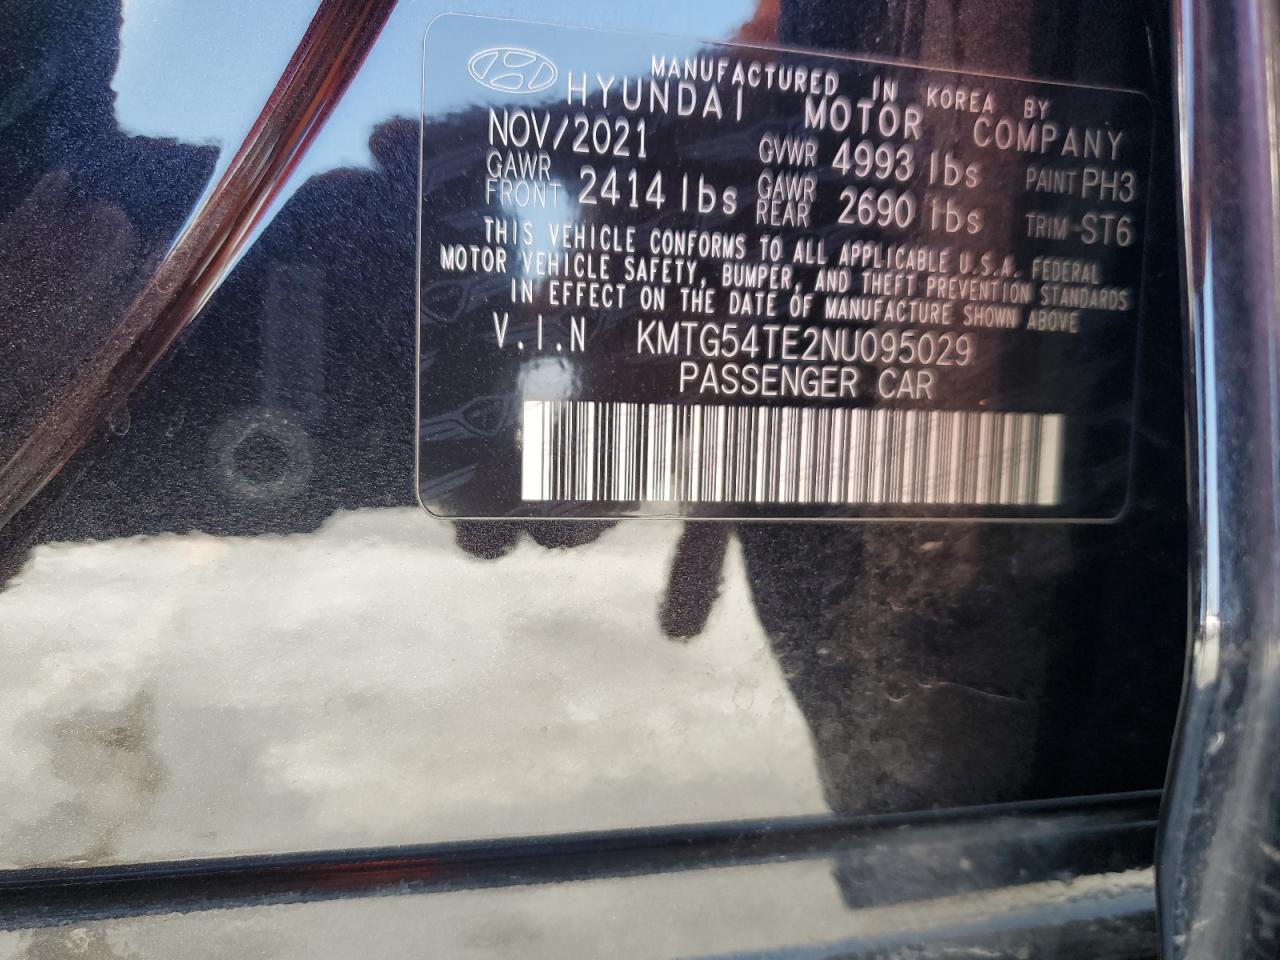 MANUFACTURED IN KOREA BY
HYUNDAI MOTOR COMPANY
NOV/2021 GVWR 4993 lbs PAINT PH3
GAWR FRONT 2414 lbs GAWR REAR 2690 lbs TRIM-ST6
THIS VEHICLE CONFORMS TO ALL APPLICABLE U.S.A. FEDERAL
MOTOR VEHICLE SAFETY, BUMPER, AND THEFT PREVENTION STANDARDS
IN EFFECT ON THE DATE OF MANUFACTURE SHOWN ABOVE
V.I.N KMTG54TE2NU095029
PASSENGER CAR